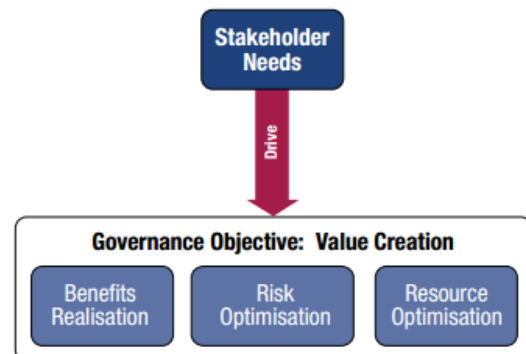 Stakeholder
Needs
Drive
Governance Objective: Value Creation
Benefits
Realisation
Risk
Optimisation
Resource
Optimisation